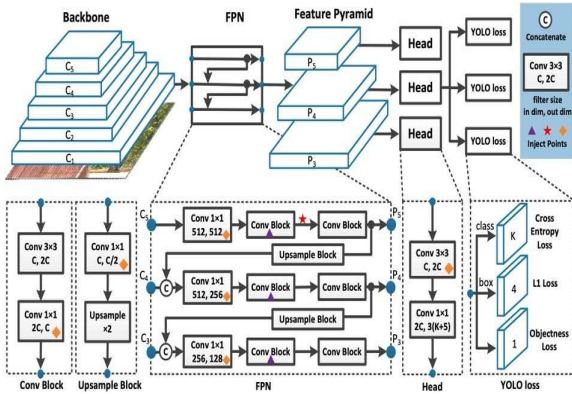 Backbone
FPN
Feature Pyramid
C5
C4
C3
C2
C1
P5
P4
P3
Head
Head
Head
YOLO loss
YOLO loss
YOLO loss
C
Concatenate
Conv 3×3
C, 2C
filter size
in dim, out dim
Inject Points
Conv 3×3
C, 2C
Conv 1×1
2C, C
Conv Block
Conv 1×1
C, C/2
Upsample
×2
Upsample Block
C5
Conv 1×1
512, 512
Conv Block
Conv Block
P5
Upsample Block
C4
C
Conv 1×1
512, 256
Conv Block
Conv Block
P4
Upsample Block
C3
C
Conv 1×1
256, 128
Conv Block
Conv Block
P3
FPN
Conv 3×3
C, 2C
Conv 1×1
2C, 3(K+5)
Head
class
K
Cross
Entropy
Loss
box
4
L1 Loss
1
Objectness
Loss
YOLO loss